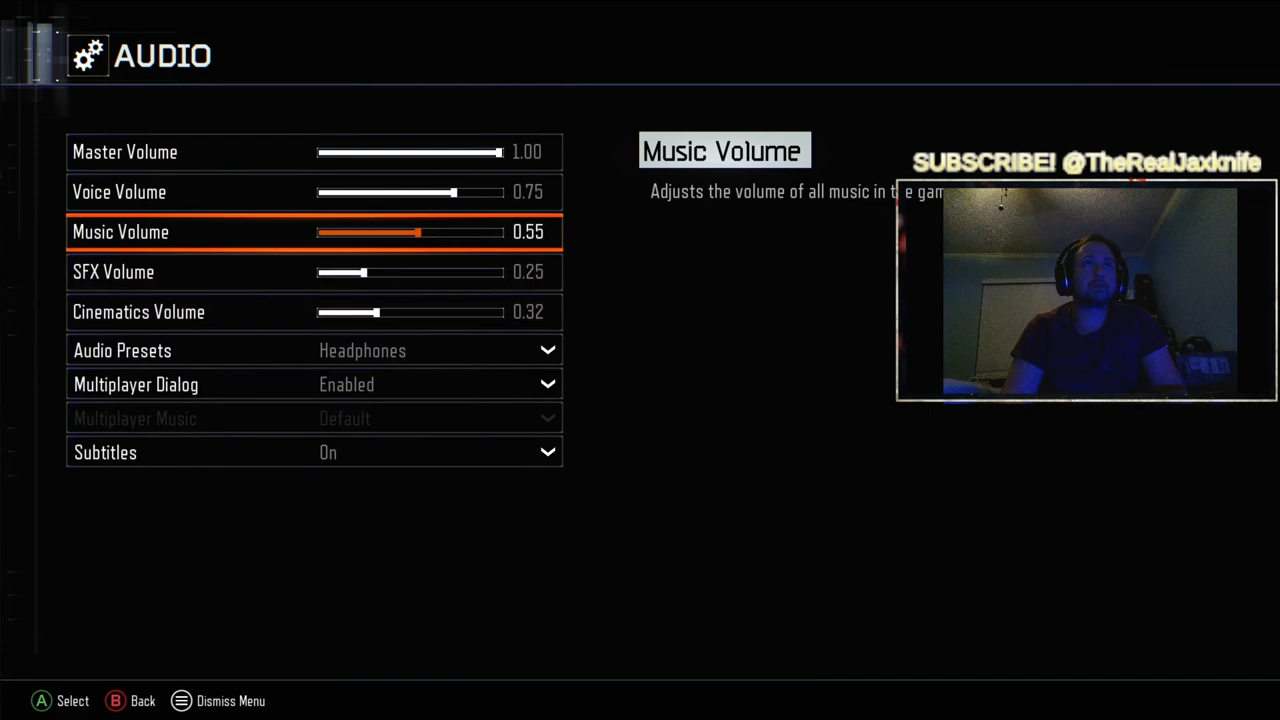 AUDIO
Master Volume 1.00
Voice Volume 0.75
Music Volume 0.55
SFX Volume 0.25
Cinematics Volume 0.32
Audio Presets Headphones
Multiplayer Dialog Enabled
Multiplayer Music Default
Subtitles On
Music Volume
Adjusts the volume of all music in the gam
SUBSCRIBE! @TheRealJaxknife
A Select B Back Dismiss Menu